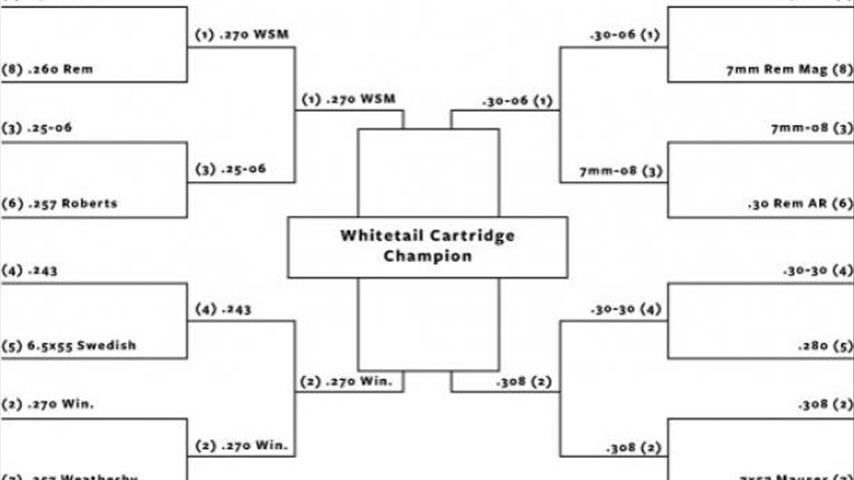 (1) .270 WSM
(8) .260 Rem
(1) .270 WSM
(3) .25-06
(3) .25-06
(6) .257 Roberts
(4) .243
(4) .243
(5) 6.5x55 Swedish
(2) .270 Win.
(2) .270 Win.
(2) .270 Win.
Whitetail Cartridge
Champion
.30-06 (1)
7mm Rem Mag (8)
.30-06 (1)
7mm-08 (3)
7mm-08 (3)
.30 Rem AR (6)
.30-30 (4)
.30-30 (4)
.280 (5)
.308 (2)
.308 (2)
.308 (2)